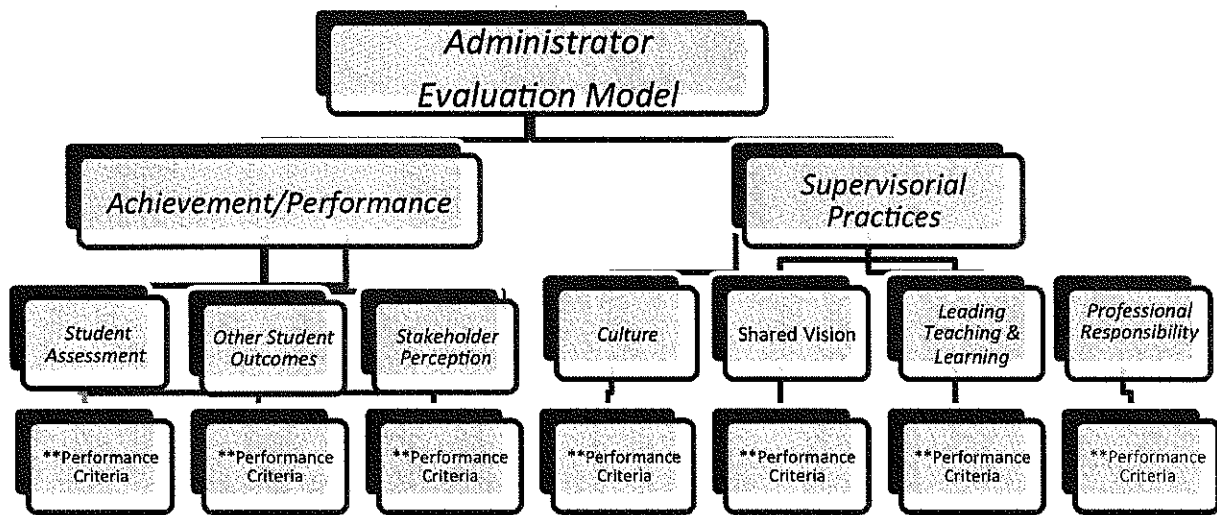 Administrator
Evaluation Model
Achievement/Performance
Supervisorial
Practices
Student
Assessment
Other Student
Outcomes
Stakeholder
Perception
Culture
Shared Vision
Leading
Teaching &
Learning
Professional
Responsibility
**Performance
Criteria
**Performance
Criteria
**Performance
Criteria
**Performance
Criteria
**Performance
Criteria
**Performance
Criteria
**Performance
Criteria